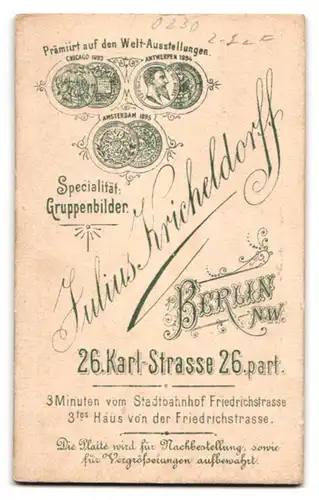 0230
Prämiirt auf den Welt-Ausstellungen.
CHICAGO 1893
ANTWERPEN 1894
AMSTERDAM 1895
Specialität:
Gruppenbilder.
Julius Kricheldorff
BERLIN
N.W.
26. Karl-Strasse 26. part.
3 Minuten vom Stadtbahnhof Friedrichstrasse
3tes Haus von der Friedrichstrasse.
Die Platte wird für Nachbestellung, sowie
für Vergrösserungen aufbewahrt.